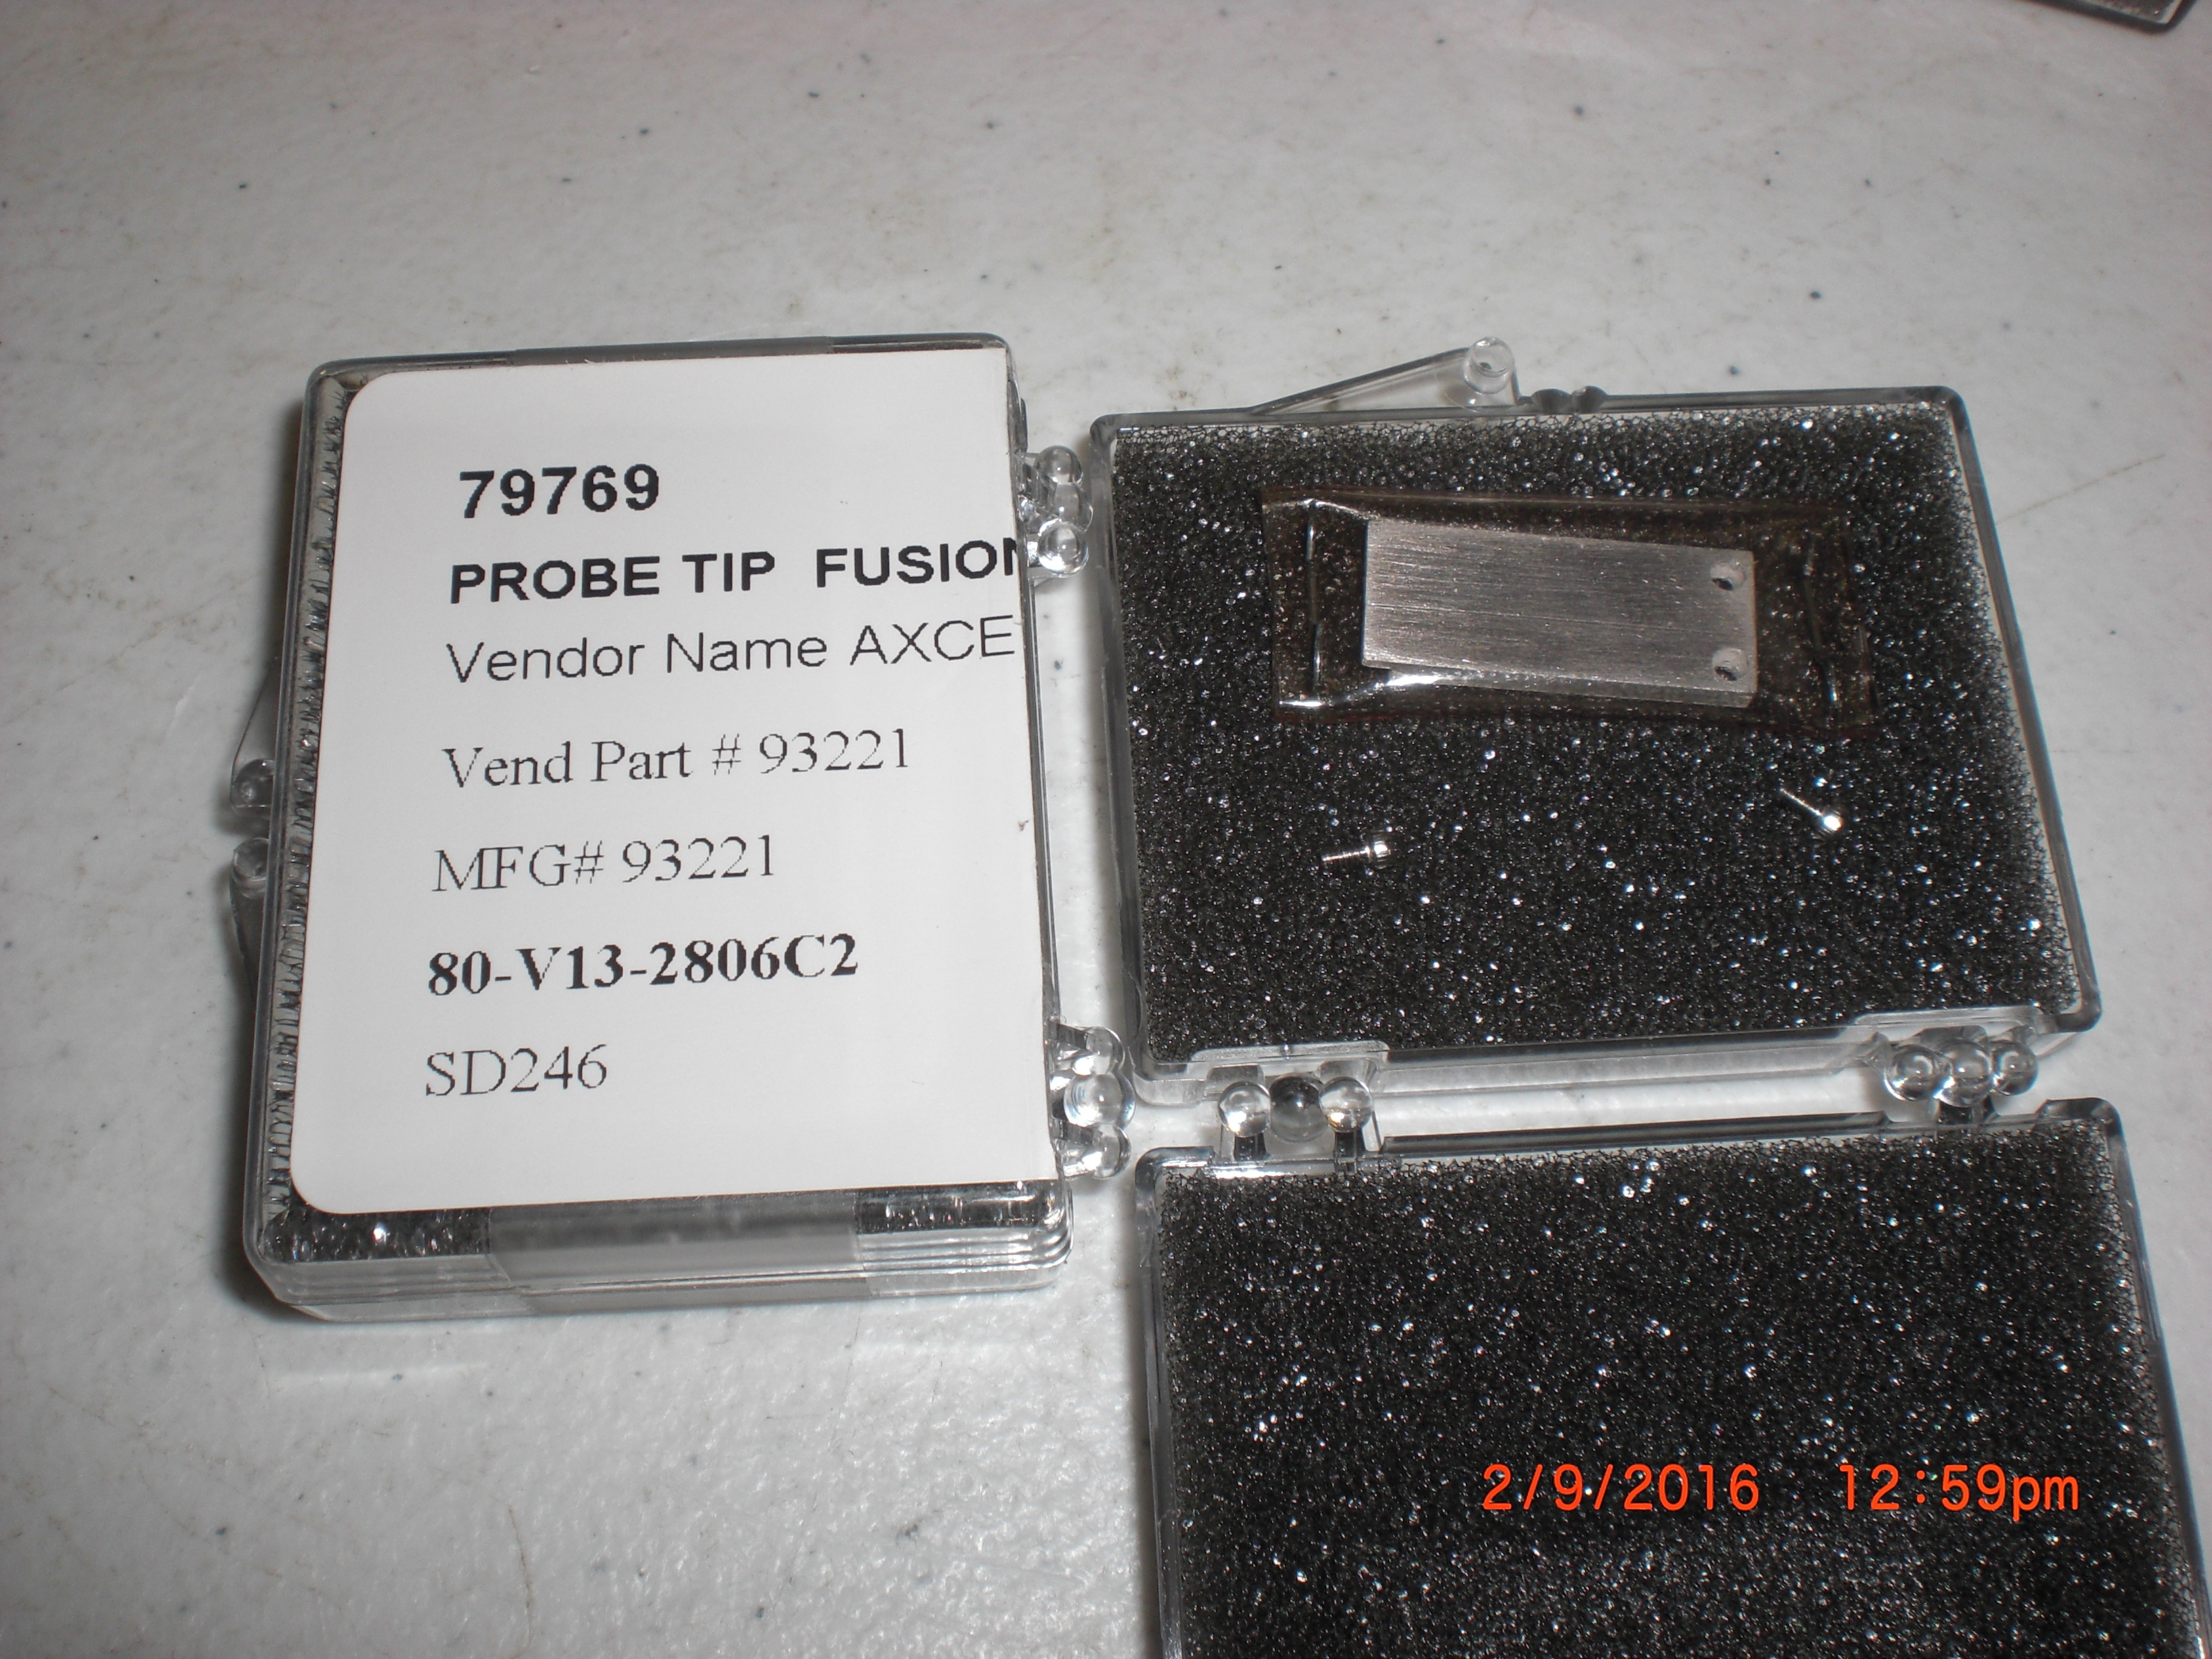 79769
PROBE TIP FUSION
Vendor Name AXCE
Vend Part # 93221
MFG# 93221
80-V13-2806C2
SD246
2/9/2016 12:59pm